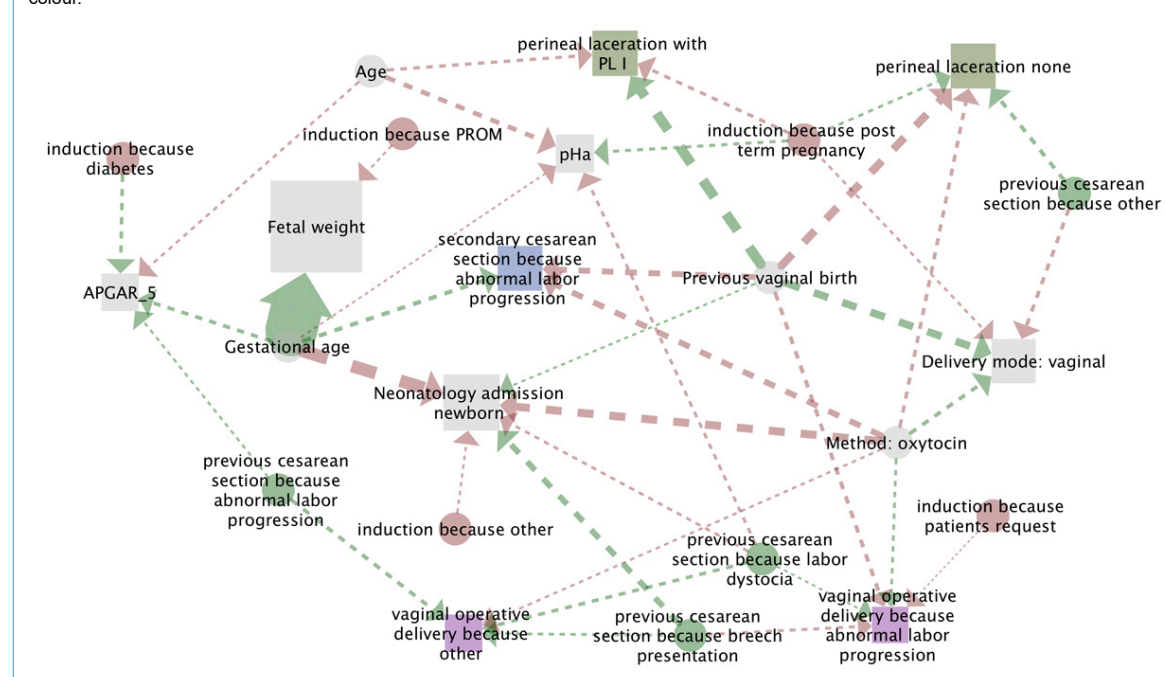 colour.
perineal laceration with
PL I
Age
perineal laceration none
induction because PROM
induction because post
term pregnancy
induction because
diabetes
pHa
previous cesarean
section because other
Fetal weight
secondary cesarean
section because
abnormal labor
progression
Previous vaginal birth
APGAR_5
Gestational age
Delivery mode: vaginal
Neonatology admission
newborn
Method: oxytocin
previous cesarean
section because
abnormal labor
progression
induction because other
induction because
patients request
previous cesarean
section because labor
dystocia
vaginal operative
delivery because
other
previous cesarean
section because breech
presentation
vaginal operative
delivery because
abnormal labor
progression